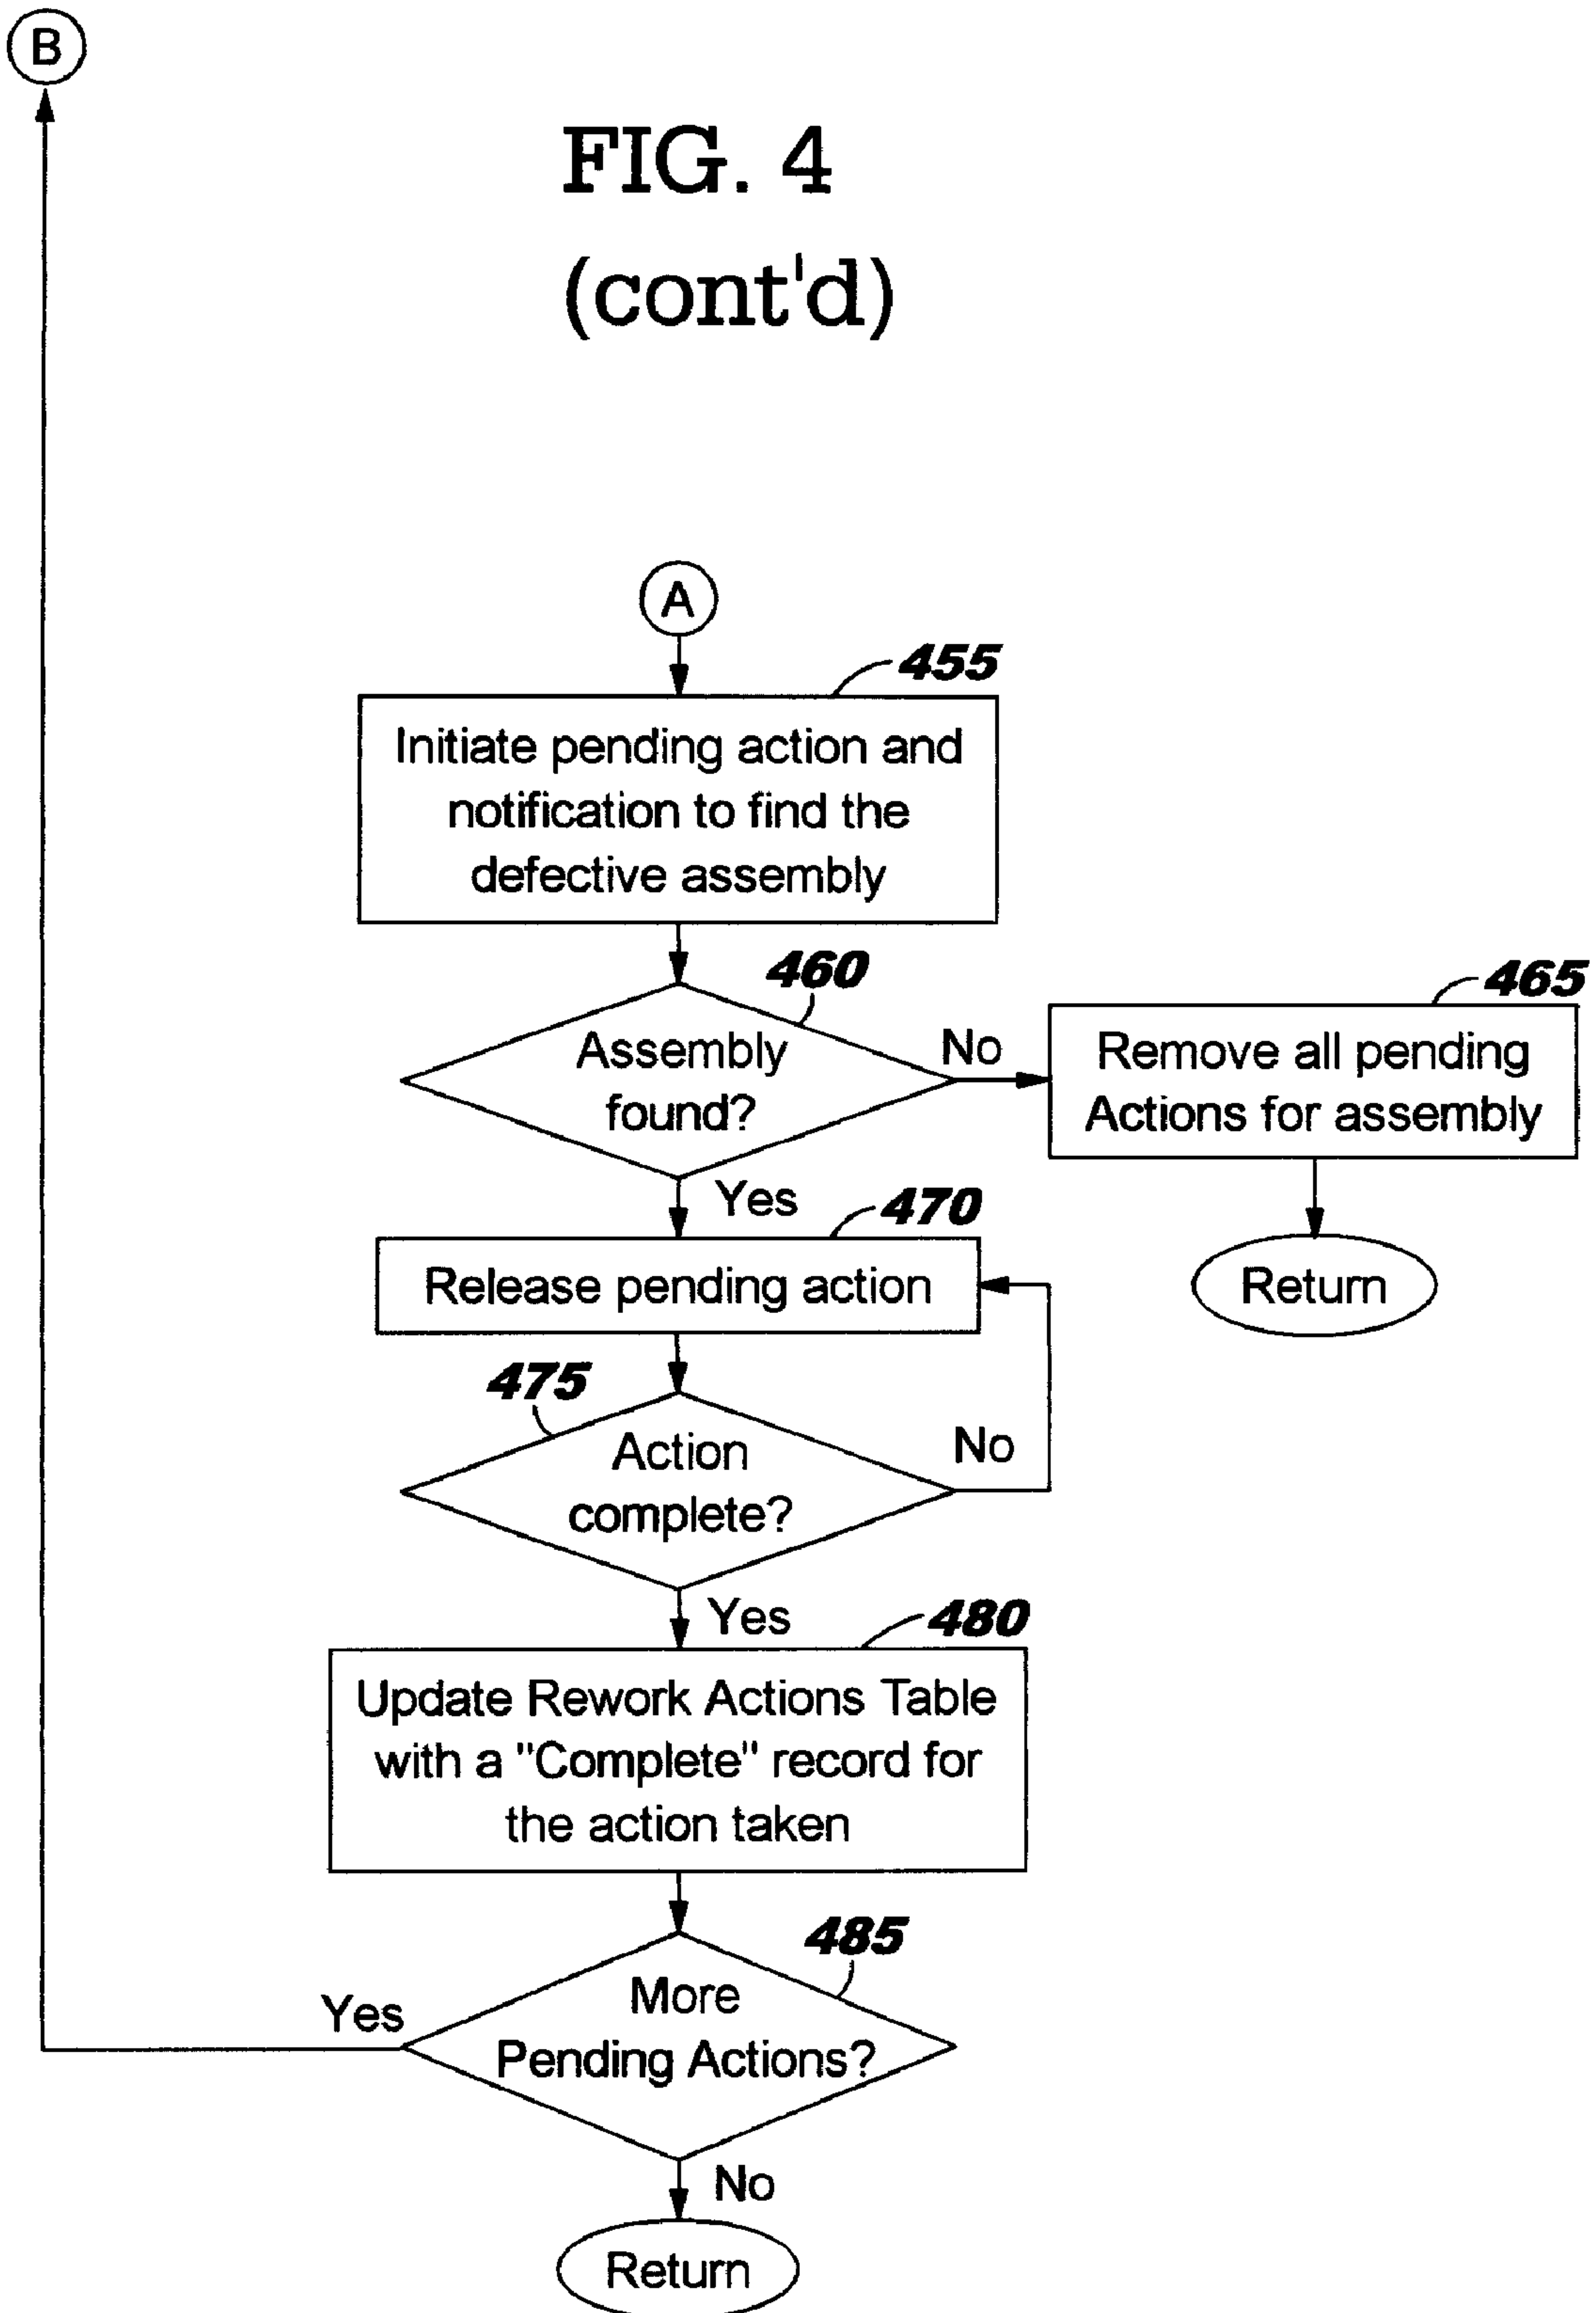 B
FIG. 4
(cont'd)
A
455
Initiate pending action and
notification to find the
defective assembly
460
Assembly
found?
No
465
Remove all pending
Actions for assembly
Return
Yes
470
Release pending action
475
Action
complete?
No
Yes
480
Update Rework Actions Table
with a "Complete" record for
the action taken
485
More
Pending Actions?
Yes
No
Return